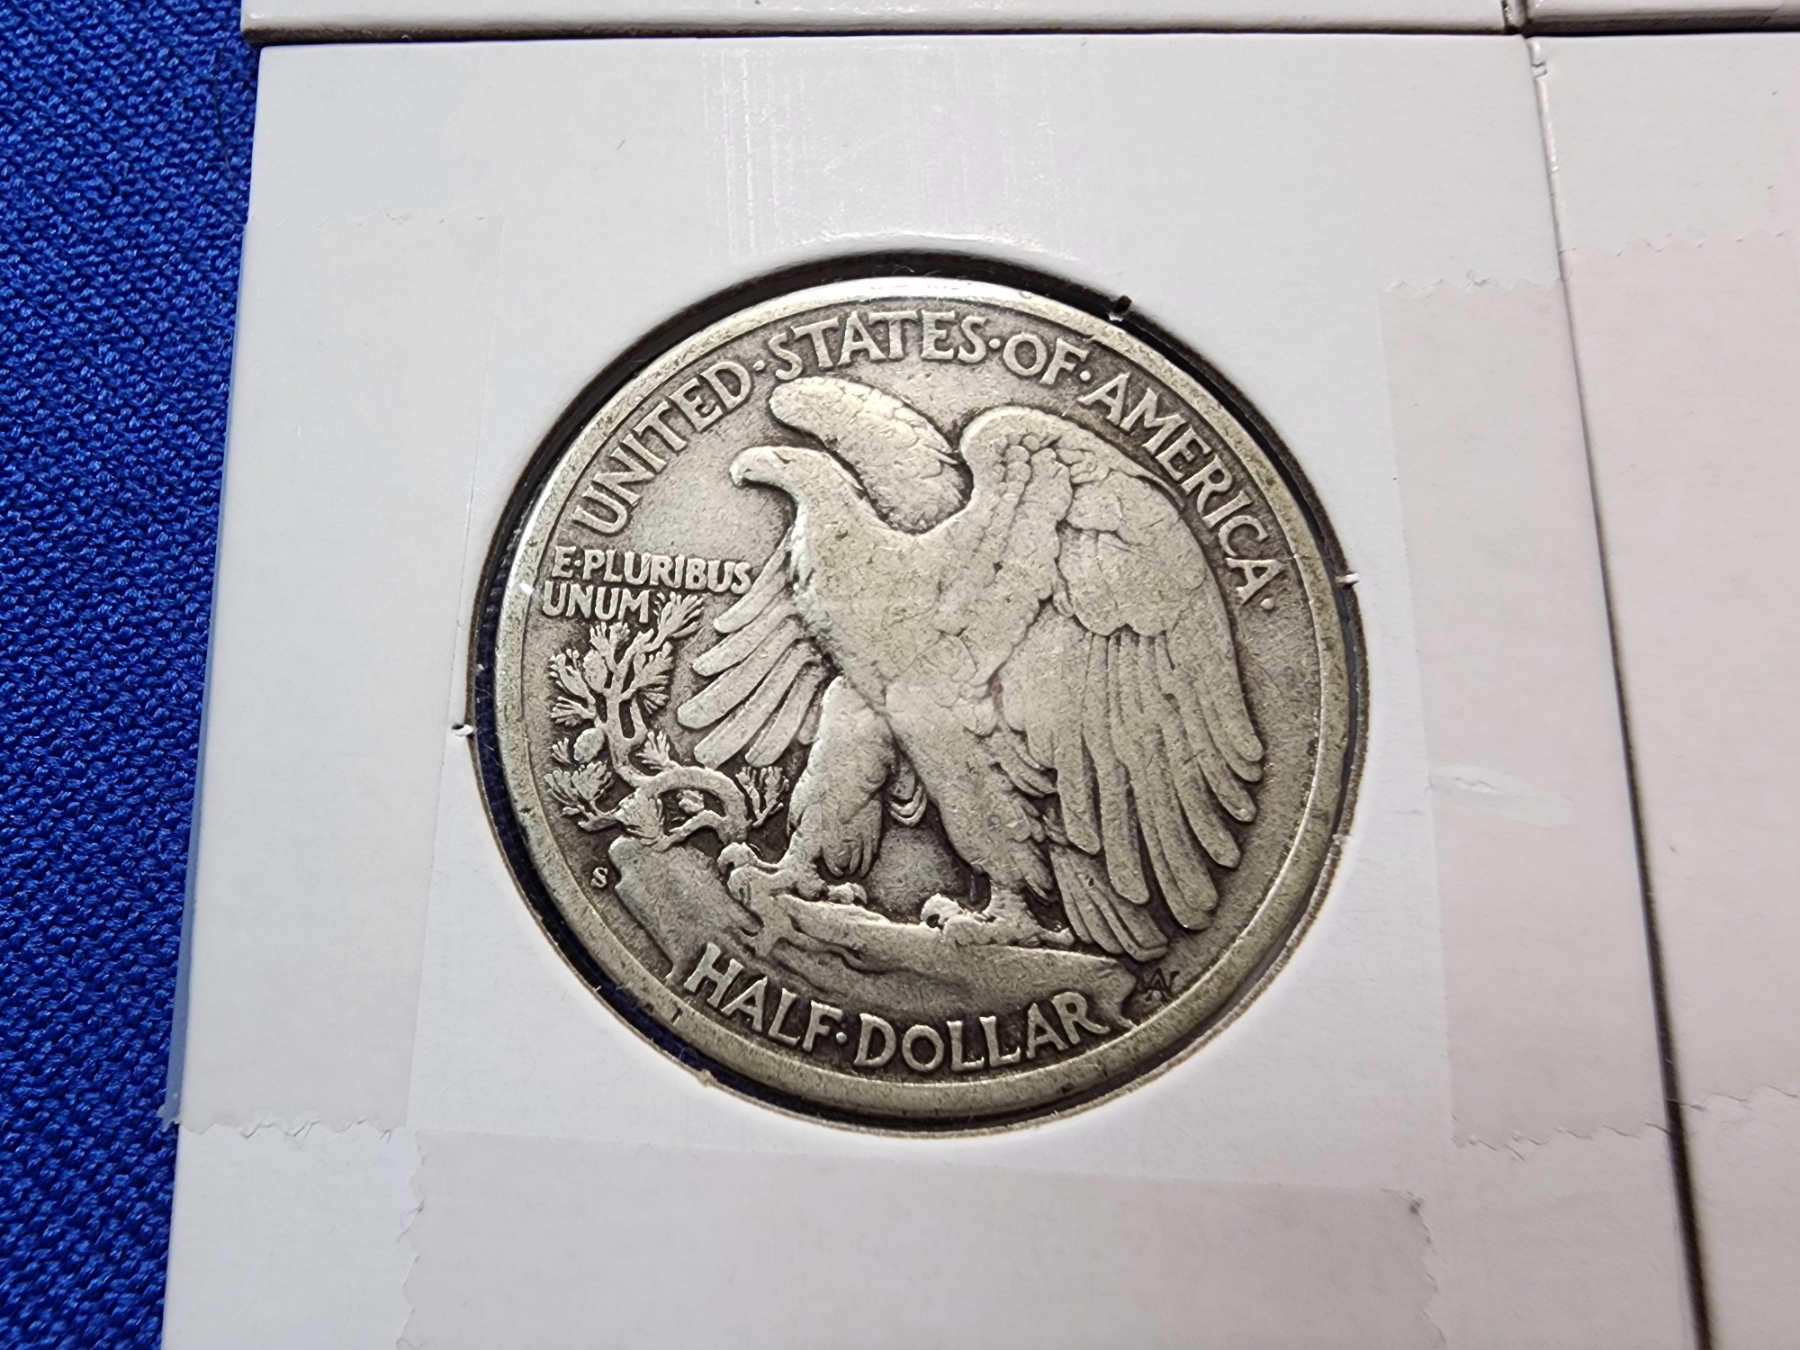 UNITED·STATES·OF·AMERICA·
E·PLURIBUS
UNUM
S
HALF·DOLLAR
AW